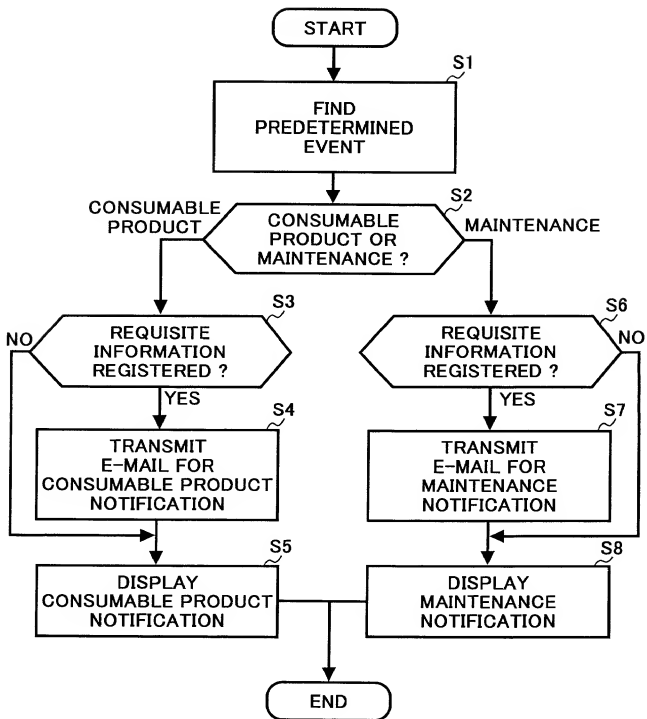 START
S1
FIND
PREDETERMINED
EVENT
S2
CONSUMABLE
PRODUCT
CONSUMABLE
PRODUCT OR
MAINTENANCE ?
MAINTENANCE
S3
NO
REQUISITE
INFORMATION
REGISTERED ?
YES
S4
TRANSMIT
E-MAIL FOR
CONSUMABLE PRODUCT
NOTIFICATION
S5
DISPLAY
CONSUMABLE PRODUCT
NOTIFICATION
S6
REQUISITE
INFORMATION
REGISTERED ?
NO
YES
S7
TRANSMIT
E-MAIL FOR
MAINTENANCE
NOTIFICATION
S8
DISPLAY
MAINTENANCE
NOTIFICATION
END